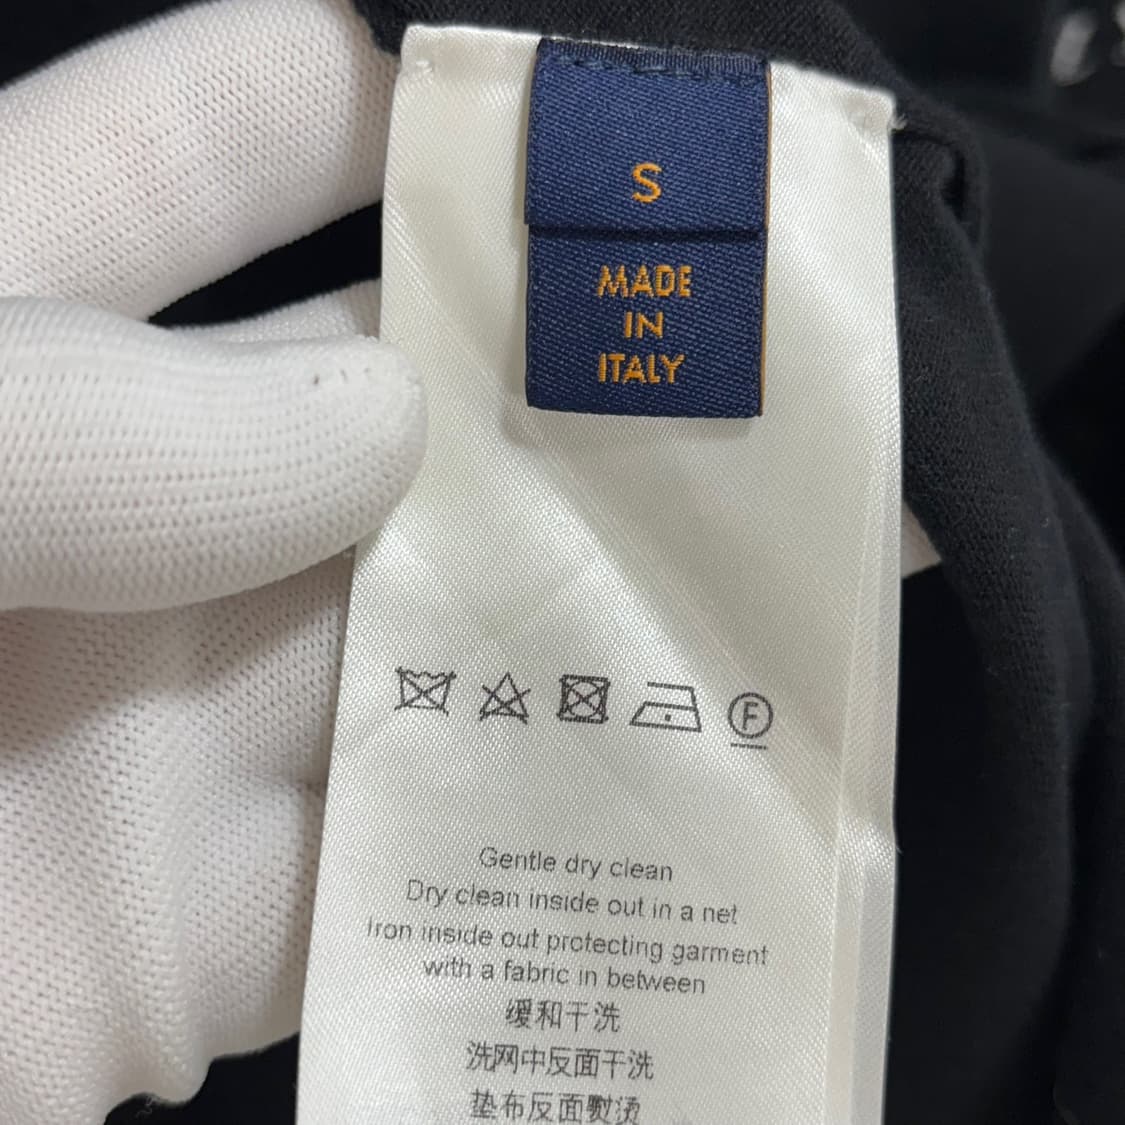 S
MADE
IN
ITALY
F
Gentle dry clean
Dry clean inside out in a net
Iron inside out protecting garment
with a fabric in between
缓和干洗
洗网中反面干洗
垫布反面熨烫